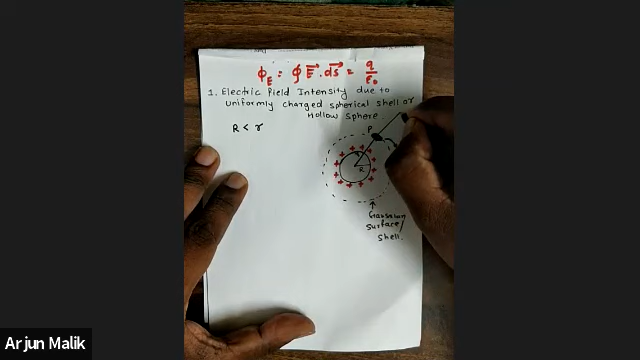 ϕE = ∮ E⃗ . ds⃗ = q/ε0
1. Electric Field Intensity due to
uniformly charged spherical shell or
Hollow sphere.
R < r
P
R
Gaussian
Surface/
Shell.
Arjun Malik